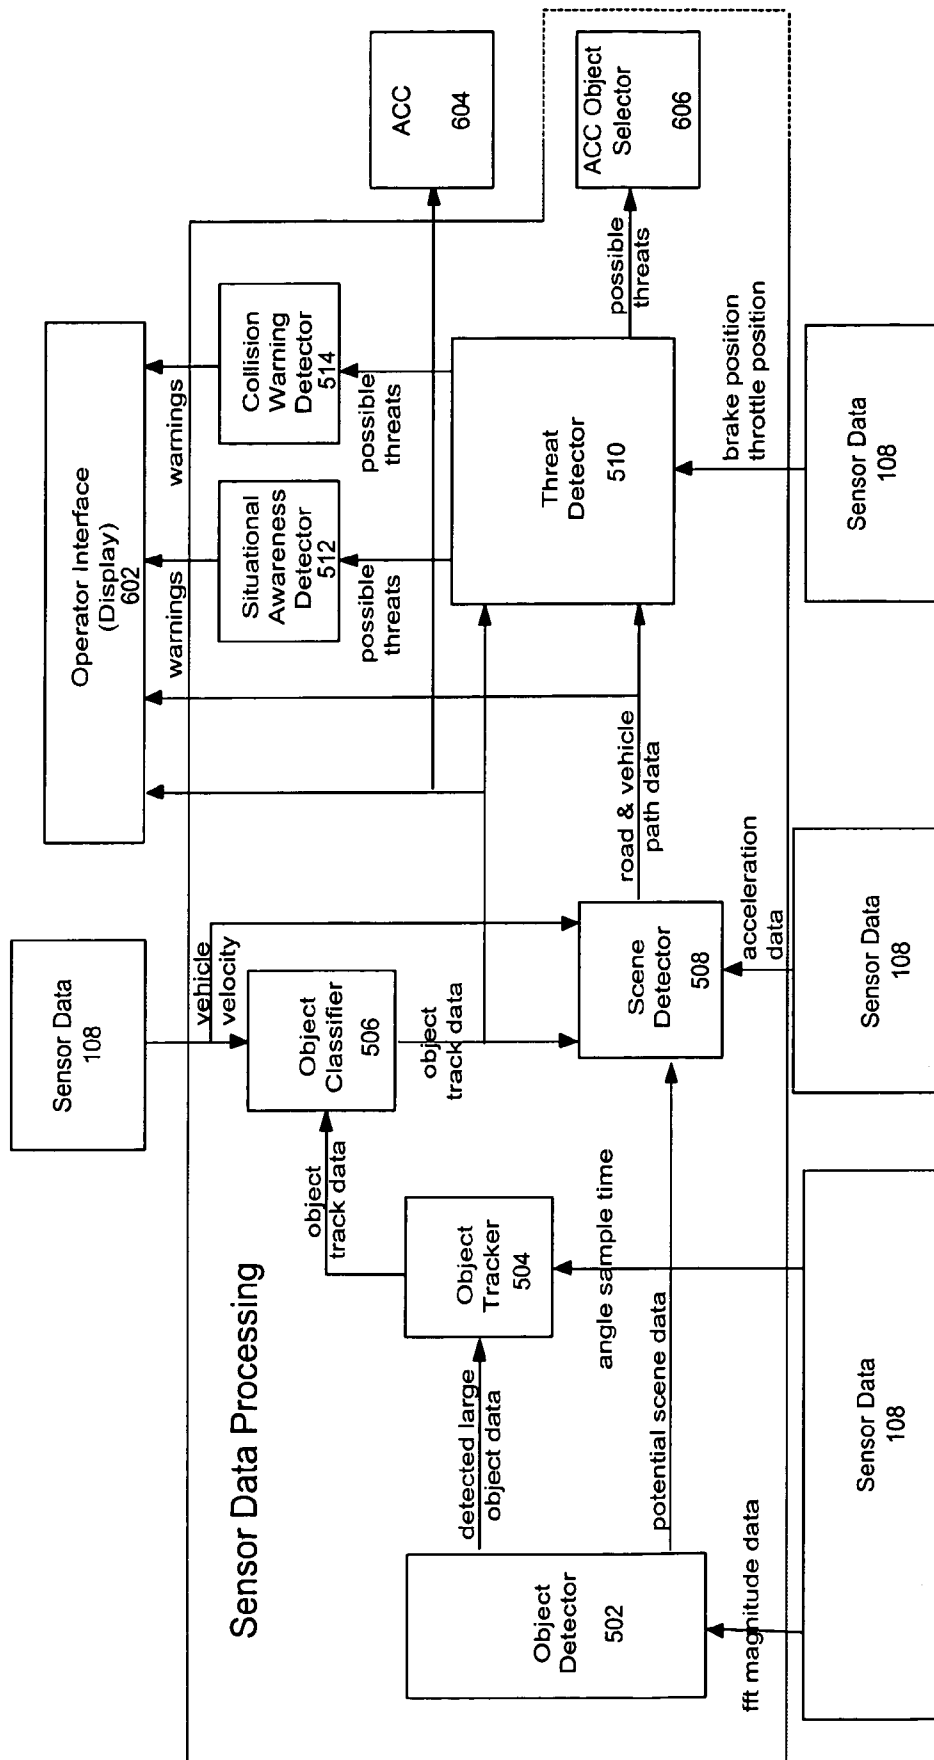 Sensor Data Processing
Sensor Data
108
Operator Interface
(Display)
602
ACC
604
vehicle
velocity
warnings
warnings
Object
Classifier
506
Situational
Awareness
Detector
512
Collision
Warning
Detector
514
object
track data
object
track data
possible
threats
possible
threats
detected large
object data
Object
Tracker
504
Object
Detector
502
Threat
Detector
510
possible
threats
ACC Object
Selector
606
road & vehicle
path data
Scene
Detector
508
angle sample time
potential scene data
fft magnitude data
acceleration
data
brake position
throttle position
Sensor Data
108
Sensor Data
108
Sensor Data
108